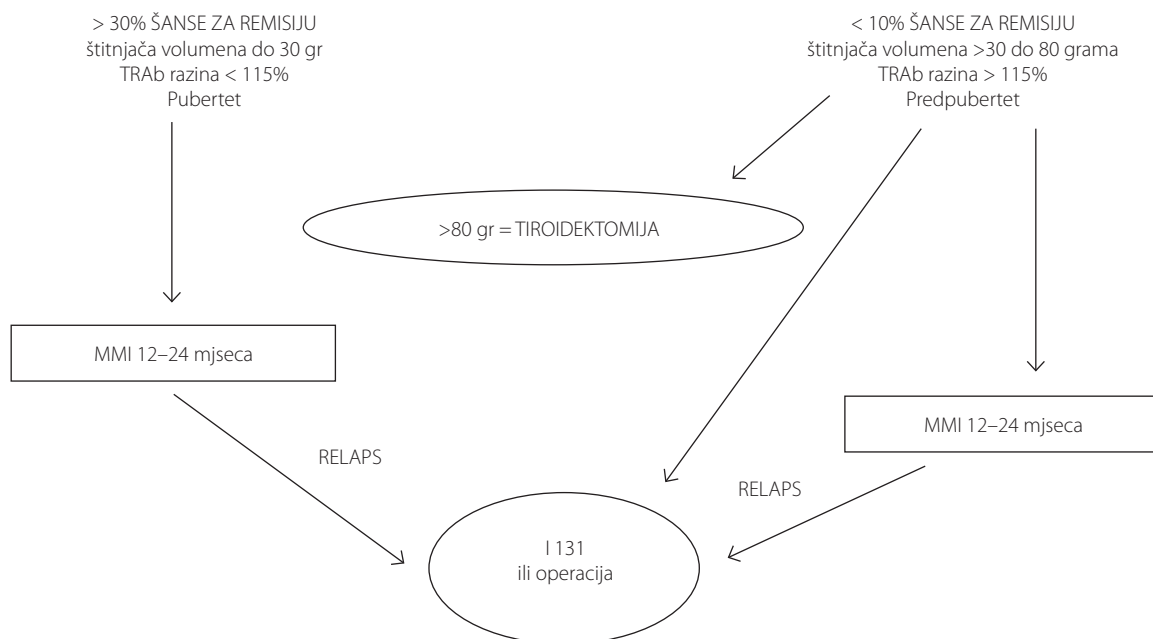 > 30% ŠANSE ZA REMISIJU
štitnjača volumena do 30 gr
TRAb razina < 115%
Pubertet
< 10% ŠANSE ZA REMISIJU
štitnjača volumena >30 do 80 grama
TRAb razina > 115%
Predpubertet
>80 gr = TIROIDEKTOMIJA
MMI 12–24 mjseca
MMI 12–24 mjseca
RELAPS
RELAPS
I 131
ili operacija